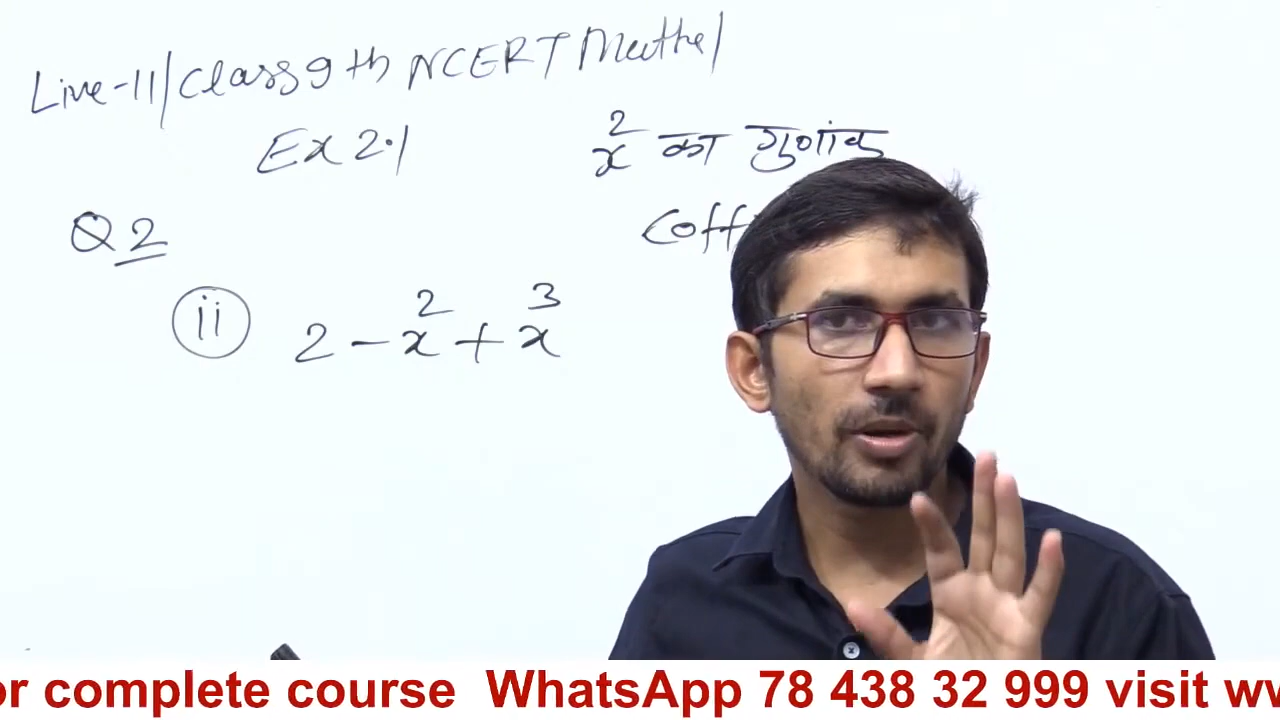 Live-11/Class 9th NCERT Maths/
Ex 2.1
x² का गुणांक
Q 2
Coff
ii 2 - x² + x³
or complete course WhatsApp 78 438 32 999 visit ww